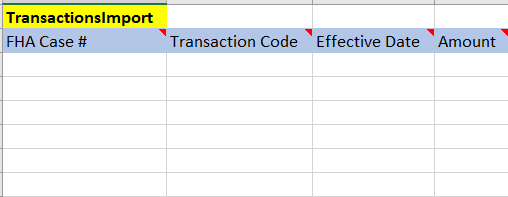 TransactionsImport
FHA Case # Transaction Code Effective Date Amount